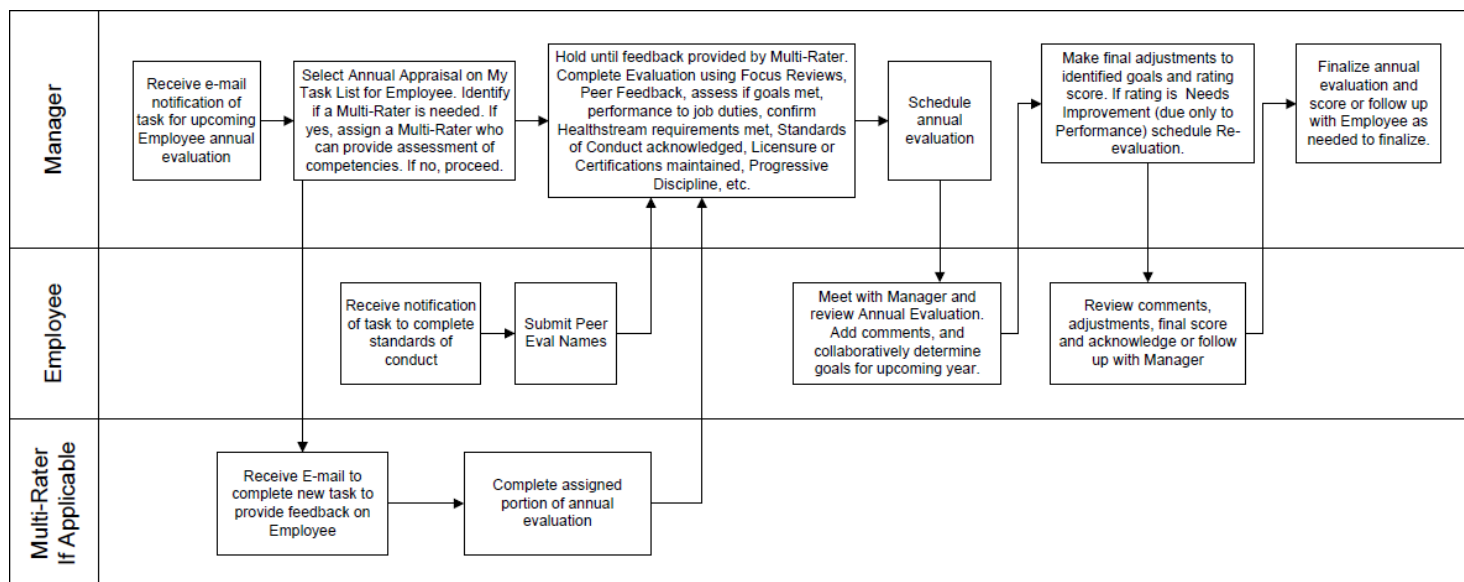 Manager
Receive e-mail
notification of
task for upcoming
Employee annual
evaluation
Select Annual Appraisal on My
Task List for Employee. Identify
if a Multi-Rater is needed. If
yes, assign a Multi-Rater who
can provide assessment of
competencies. If no, proceed.
Hold until feedback provided by Multi-Rater.
Complete Evaluation using Focus Reviews,
Peer Feedback, assess if goals met,
performance to job duties, confirm
Healthstream requirements met, Standards
of Conduct acknowledged, Licensure or
Certifications maintained, Progressive
Discipline, etc.
Schedule
annual
evaluation
Make final adjustments to
identified goals and rating
score. If rating is Needs
Improvement (due only to
Performance) schedule Re-
evaluation.
Finalize annual
evaluation and
score or follow up
with Employee as
needed to finalize.
Employee
Receive notification
of task to complete
standards of
conduct
Submit Peer
Eval Names
Meet with Manager and
review Annual Evaluation.
Add comments, and
collaboratively determine
goals for upcoming year.
Review comments,
adjustments, final score
and acknowledge or follow
up with Manager
Multi-Rater
If Applicable
Receive E-mail to
complete new task to
provide feedback on
Employee
Complete assigned
portion of annual
evaluation